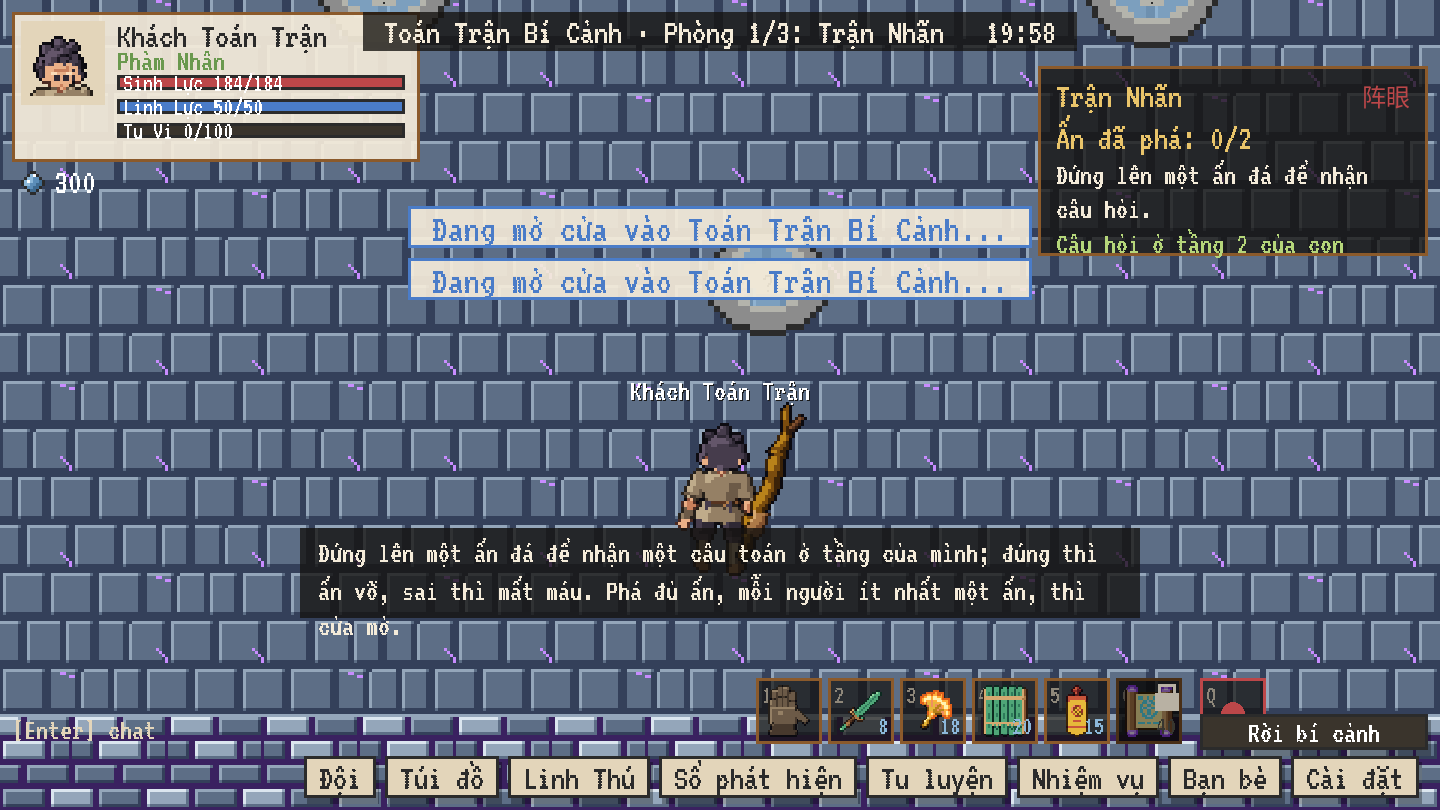 Khách Toán Trận
Phàm Nhân
Sinh Lực 184/184
Linh Lực 50/50
Tu Vi 0/100
300
Toán Trận Bí Cảnh · Phòng 1/3: Trận Nhãn 19:58
Trận Nhãn 阵眼
Ấn đã phá: 0/2
Đứng lên một ấn đá để nhận
câu hỏi.
Câu hỏi ở tầng 2 của con
Đang mở cửa vào Toán Trận Bí Cảnh...
Đang mở cửa vào Toán Trận Bí Cảnh...
Khách Toán Trận
Đứng lên một ấn đá để nhận một câu toán ở tầng của mình; đúng thì
ấn vỡ, sai thì mất máu. Phá đủ ấn, mỗi người ít nhất một ấn, thì
cửa mở.
1 2 8 3 18 4 20 5 15 Q
[Enter] chat
Rời bí cảnh
Đội Túi đồ Linh Thú Sổ phát hiện Tu luyện Nhiệm vụ Bạn bè Cài đặt